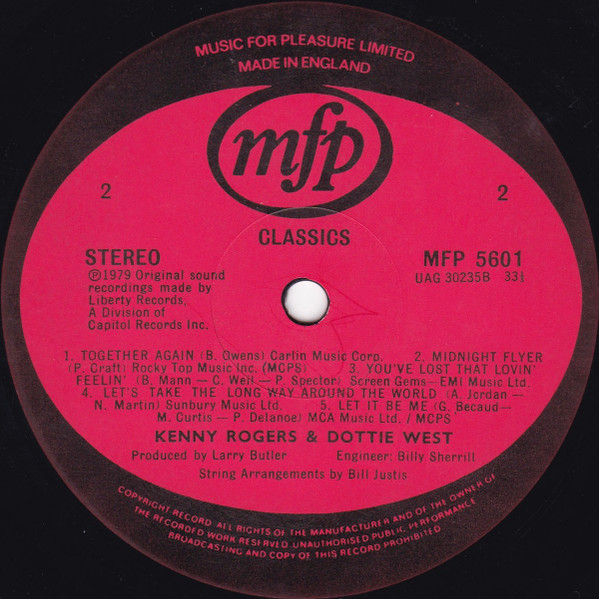 MUSIC FOR PLEASURE LIMITED
MADE IN ENGLAND
mfp
2
2
CLASSICS
STEREO
MFP 5601
℗1979 Original sound
recordings made by
Liberty Records,
A Division of
Capitol Records Inc.
UAG 30235B 33⅓
1. TOGETHER AGAIN (B. Owens) Carlin Music Corp. 2. MIDNIGHT FLYER
(P. Craft) Rocky Top Music Inc. (MCPS) 3. YOU'VE LOST THAT LOVIN'
FEELIN' (B. Mann — C. Weil — P. Spector) Screen Gems — EMI Music Ltd.
4. LET'S TAKE THE LONG WAY AROUND THE WORLD (A. Jordan —
N. Martin) Sunbury Music Ltd. 5. LET IT BE ME (G. Becaud —
M. Curtis — P. Delanoe) MCA Music Ltd. / MCPS
KENNY ROGERS & DOTTIE WEST
Produced by Larry Butler Engineer: Billy Sherrill
String Arrangements by Bill Justis
COPYRIGHT RECORD ALL RIGHTS OF THE MANUFACTURER AND OF THE OWNER OF
THE RECORDED WORK RESERVED UNAUTHORISED PUBLIC PERFORMANCE
BROADCASTING AND COPY OF THIS RECORD PROHIBITED